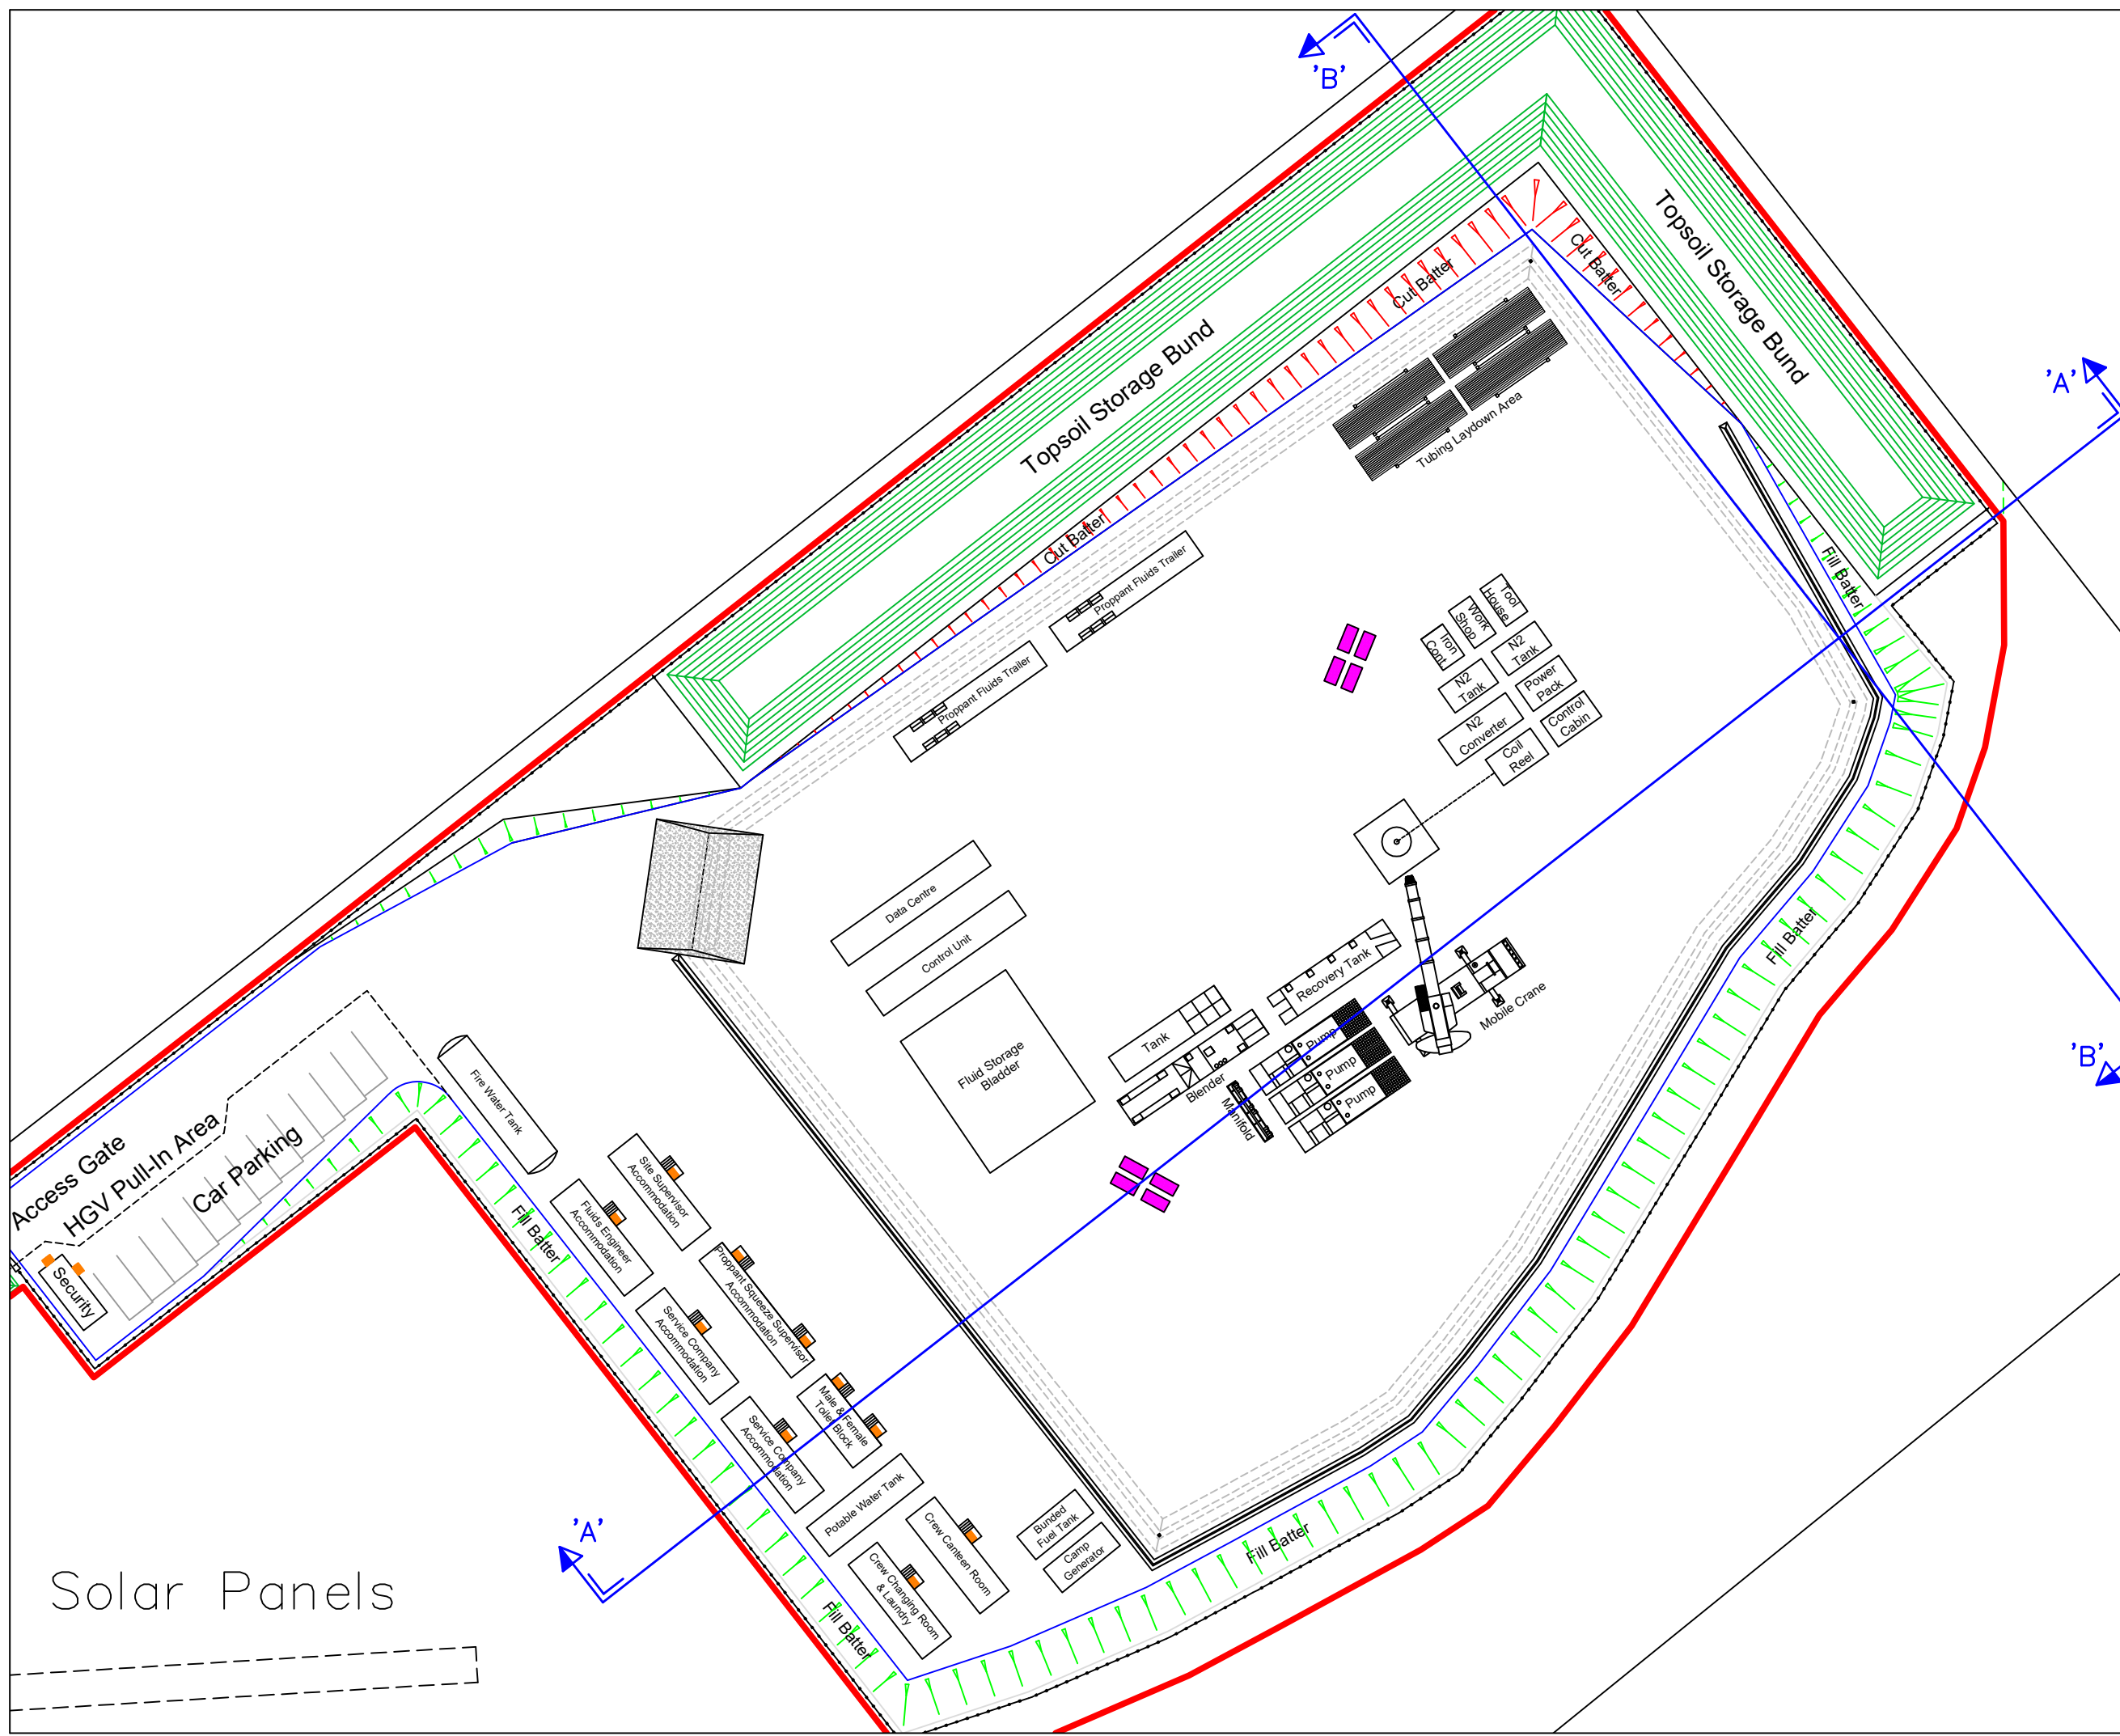 'B'
Topsoil Storage Bund
Cut Batter
Cut Batter
'A'
Topsoil Storage Bund
Tubing Laydown Area
Cut Batter
Fill Batter
Proppant Fluids Trailer
Proppant Fluids Trailer
Tool
House
Work
Shop
Iron
Cont
N2
Tank
N2
Tank
Power
Pack
N2
Converter
Control
Cabin
Coil
Reel
Data Centre
Control Unit
Fluid Storage
Bladder
Recovery Tank
Mobile Crane
Fill Batter
Tank
Blender
Manifold
Pump
Pump
Pump
'B'
Fire Water Tank
Access Gate
HGV Pull-In Area
Car Parking
Security
Fill Batter
Site Supervisor
Accommodation
Fluids Engineer
Accommodation
Proppant Squeeze Supervisor
Accommodation
Service Company
Accommodation
Male & Female
Toilet Block
Service Company
Accommodation
Potable Water Tank
Crew Canteen Room
Bunded
Fuel Tank
Camp
Generator
Crew Changing Room
& Laundry
Fill Batter
Fill Batter
'A'
Solar Panels